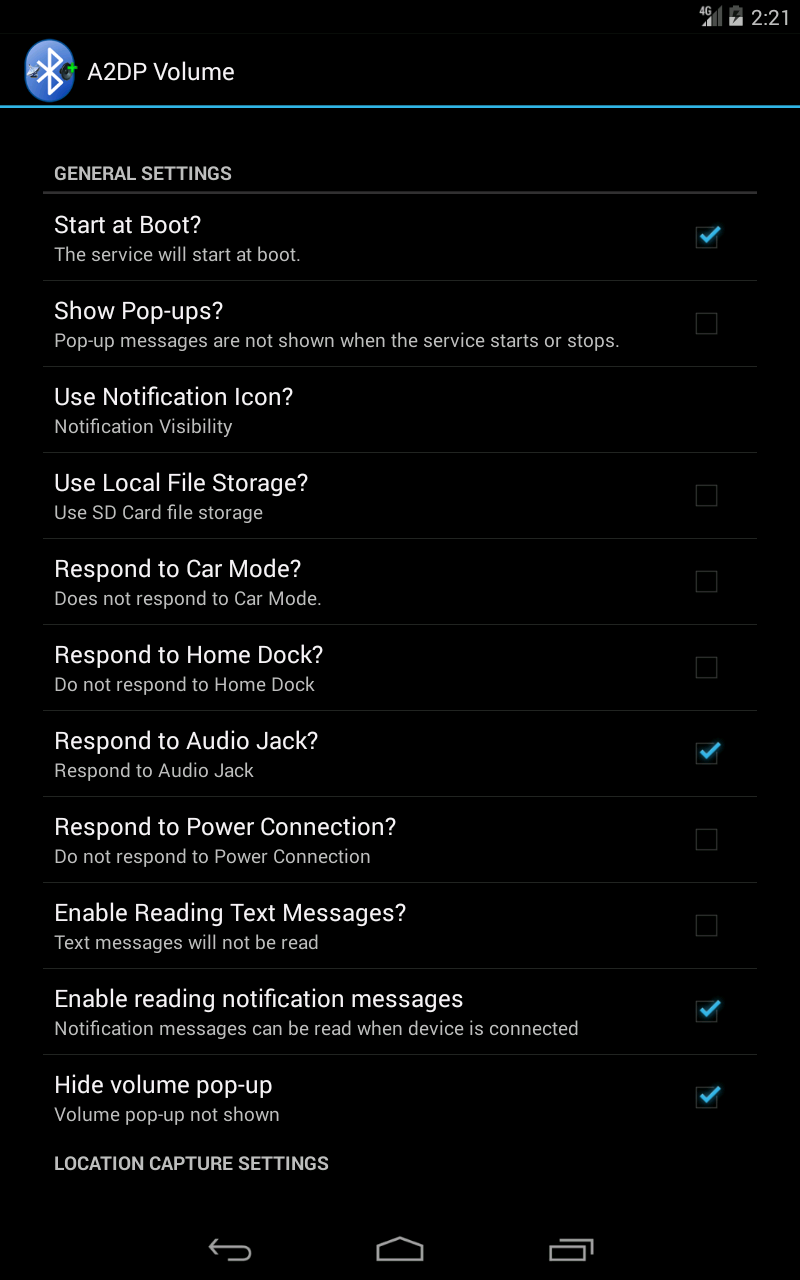 4G 2:21
A2DP Volume
GENERAL SETTINGS
Start at Boot?
The service will start at boot.
Show Pop-ups?
Pop-up messages are not shown when the service starts or stops.
Use Notification Icon?
Notification Visibility
Use Local File Storage?
Use SD Card file storage
Respond to Car Mode?
Does not respond to Car Mode.
Respond to Home Dock?
Do not respond to Home Dock
Respond to Audio Jack?
Respond to Audio Jack
Respond to Power Connection?
Do not respond to Power Connection
Enable Reading Text Messages?
Text messages will not be read
Enable reading notification messages
Notification messages can be read when device is connected
Hide volume pop-up
Volume pop-up not shown
LOCATION CAPTURE SETTINGS